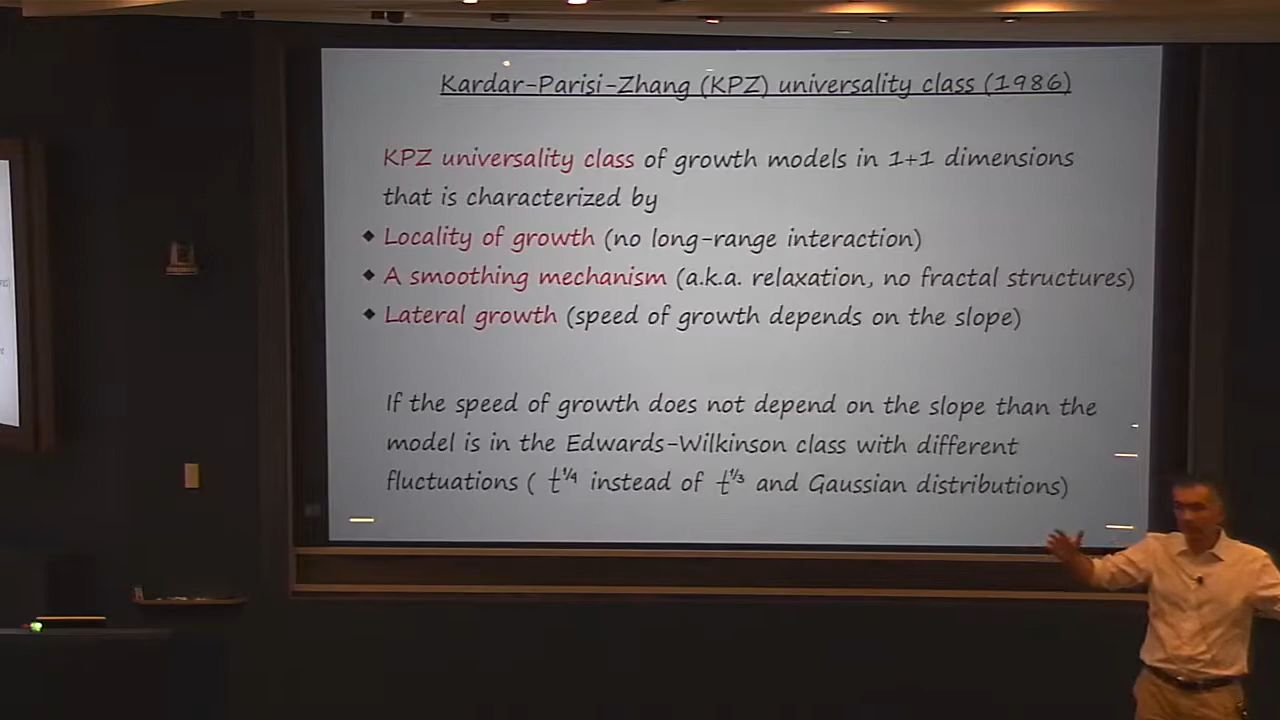 Kardar-Parisi-Zhang (KPZ) universality class (1986)
KPZ universality class of growth models in 1+1 dimensions
that is characterized by
◆ Locality of growth (no long-range interaction)
◆ A smoothing mechanism (a.k.a. relaxation, no fractal structures)
◆ Lateral growth (speed of growth depends on the slope)
If the speed of growth does not depend on the slope than the
model is in the Edwards-Wilkinson class with different
fluctuations ( t^1/4 instead of t^1/3 and Gaussian distributions)